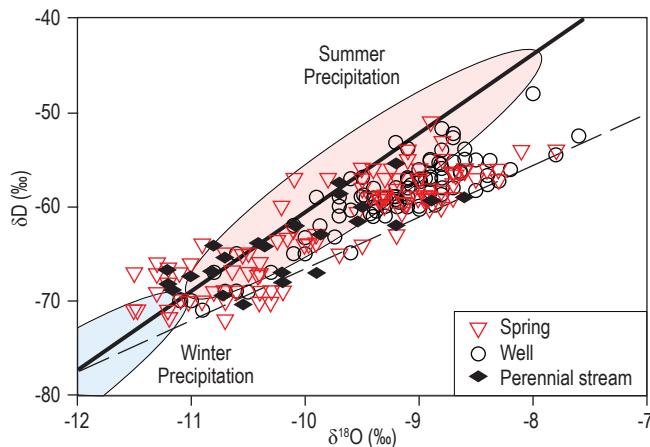 -40
-50
-60
-70
-80
δD (‰)
Summer
Precipitation
Winter
Precipitation
Spring
Well
Perennial stream
-12
-11
-10
-9
-8
-7
δ¹⁸O (‰)